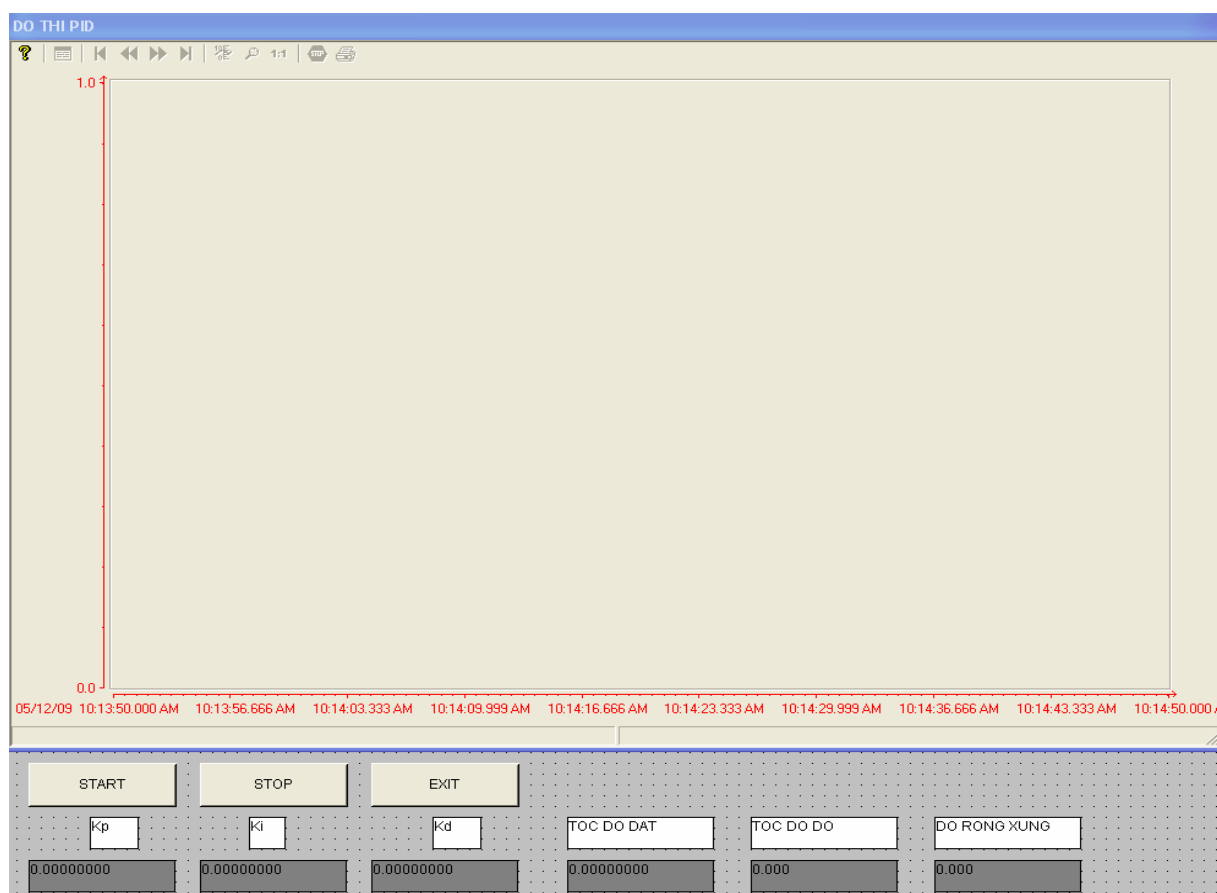 DO THI PID
1:1
STOP
1.0
0.0
05/12/09 10:13:50.000 AM 10:13:56.666 AM 10:14:03.333 AM 10:14:09.999 AM 10:14:16.666 AM 10:14:23.333 AM 10:14:29.999 AM 10:14:36.666 AM 10:14:43.333 AM 10:14:50.000
START STOP EXIT
Kp Ki Kd TOC DO DAT TOC DO DO DO RONG XUNG
0.00000000 0.00000000 0.00000000 0.00000000 0.000 0.000